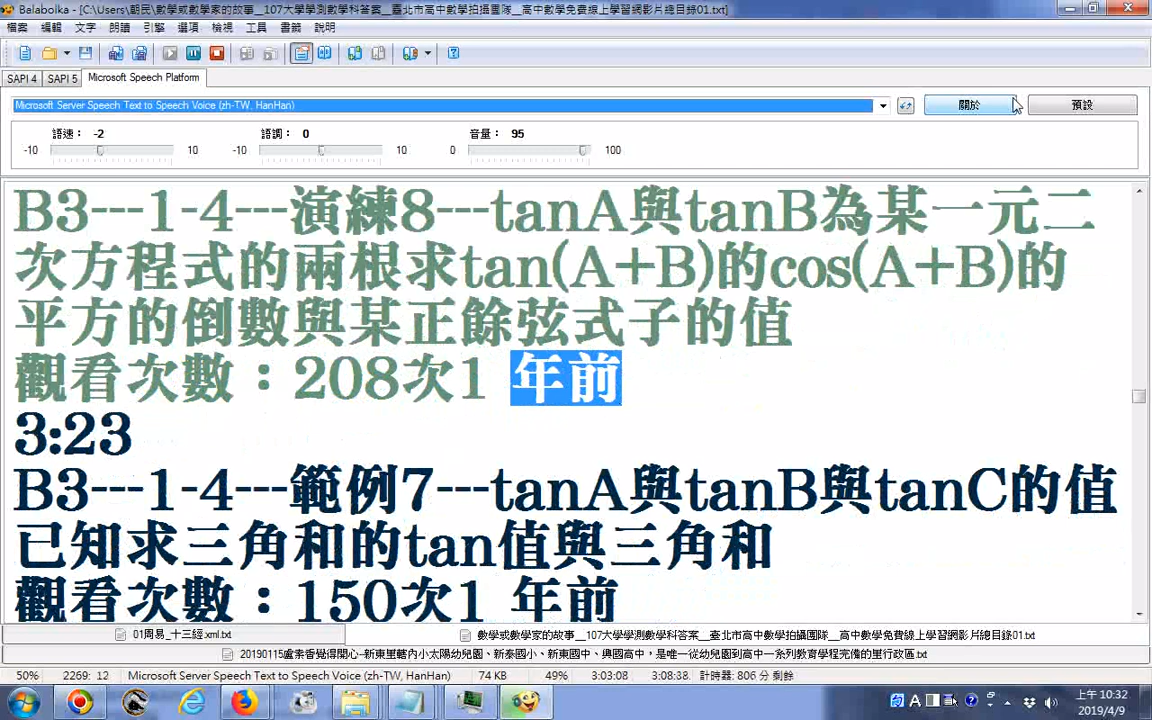 Balabolka - [C:\Users\朝民\數學或數學家的故事__107大學學測數學科答案__臺北市高中數學拍攝團隊__高中數學免費線上學習網影片總目錄01.txt]
檔案 編輯 文字 朗讀 引擎 選項 檢視 工具 書籤 說明
SAPI 4 SAPI 5 Microsoft Speech Platform
Microsoft Server Speech Text to Speech Voice (zh-TW, HanHan) 關於 預設
語速： -2 語調： 0 音量： 95
-10 10 -10 10 0 100
B3---1-4---演練8---tanA與tanB為某一元二
次方程式的兩根求tan(A+B)的cos(A+B)的
平方的倒數與某正餘弦式子的值
觀看次數：208次1 年前
3:23
B3---1-4---範例7---tanA與tanB與tanC的值
已知求三角和的tan值與三角和
觀看次數：150次1 年前
01周易_十三經.xml.txt 數學或數學家的故事__107大學學測數學科答案__臺北市高中數學拍攝團隊__高中數學免費線上學習網影片總目錄01.txt
20190115盧素香覺得開心-新東里轄內小太陽幼兒園、新泰國小、新東國中、興國高中，是唯一從幼兒園到高中一系列教育學程完備的里行政區.txt
50% 2269: 12 Microsoft Server Speech Text to Speech Voice (zh-TW, HanHan) 74 KB 49% 3:03:08 3:08:38. 計時器: 806 分 剩餘
上午 10:32
2019/4/9